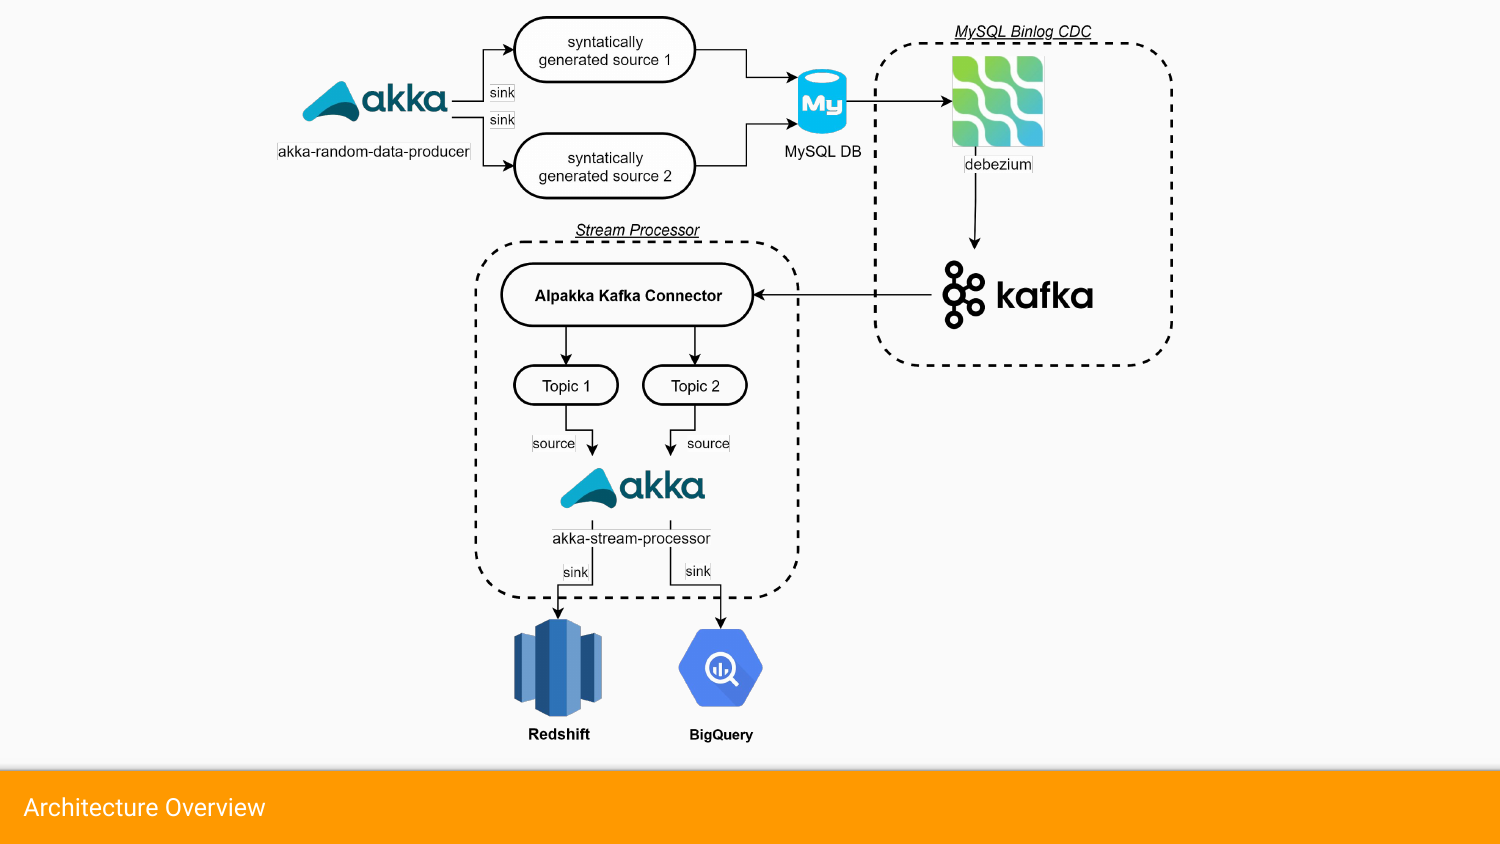 MySQL Binlog CDC
syntatically
generated source 1
akka
sink
sink
My
akka-random-data-producer
MySQL DB
syntatically
generated source 2
debezium
Stream Processor
Alpakka Kafka Connector
kafka
Topic 1
Topic 2
source
source
akka
akka-stream-processor
sink
sink
Redshift
BigQuery
Architecture Overview